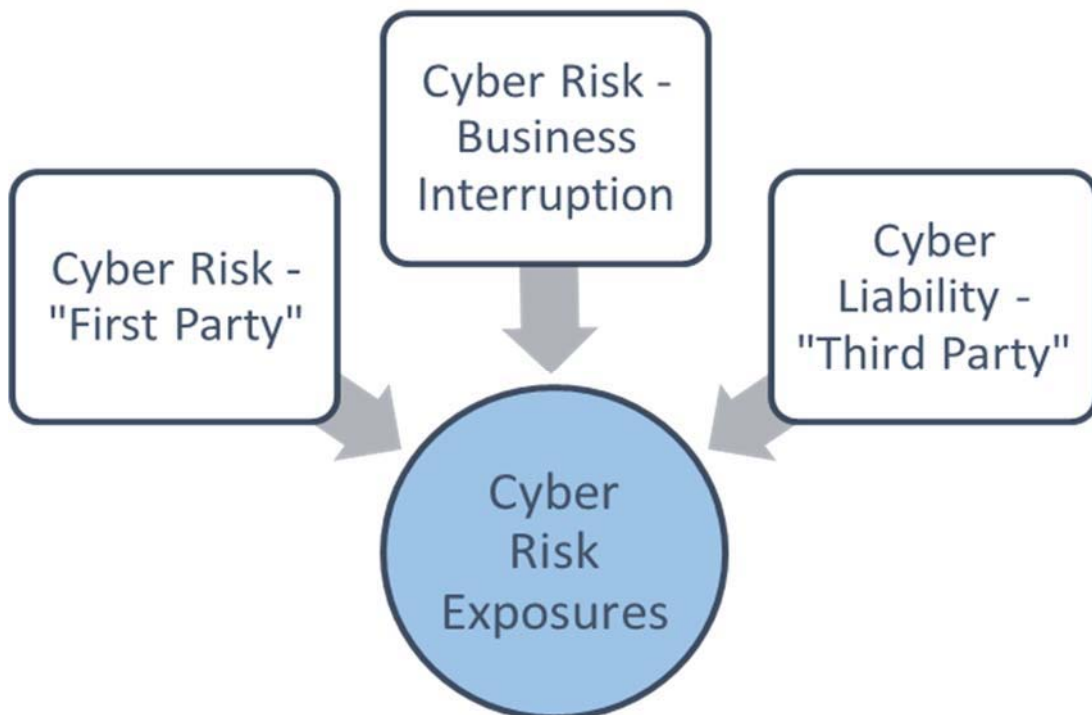 Cyber Risk -
Business
Interruption
Cyber Risk -
"First Party"
Cyber
Liability -
"Third Party"
Cyber
Risk
Exposures